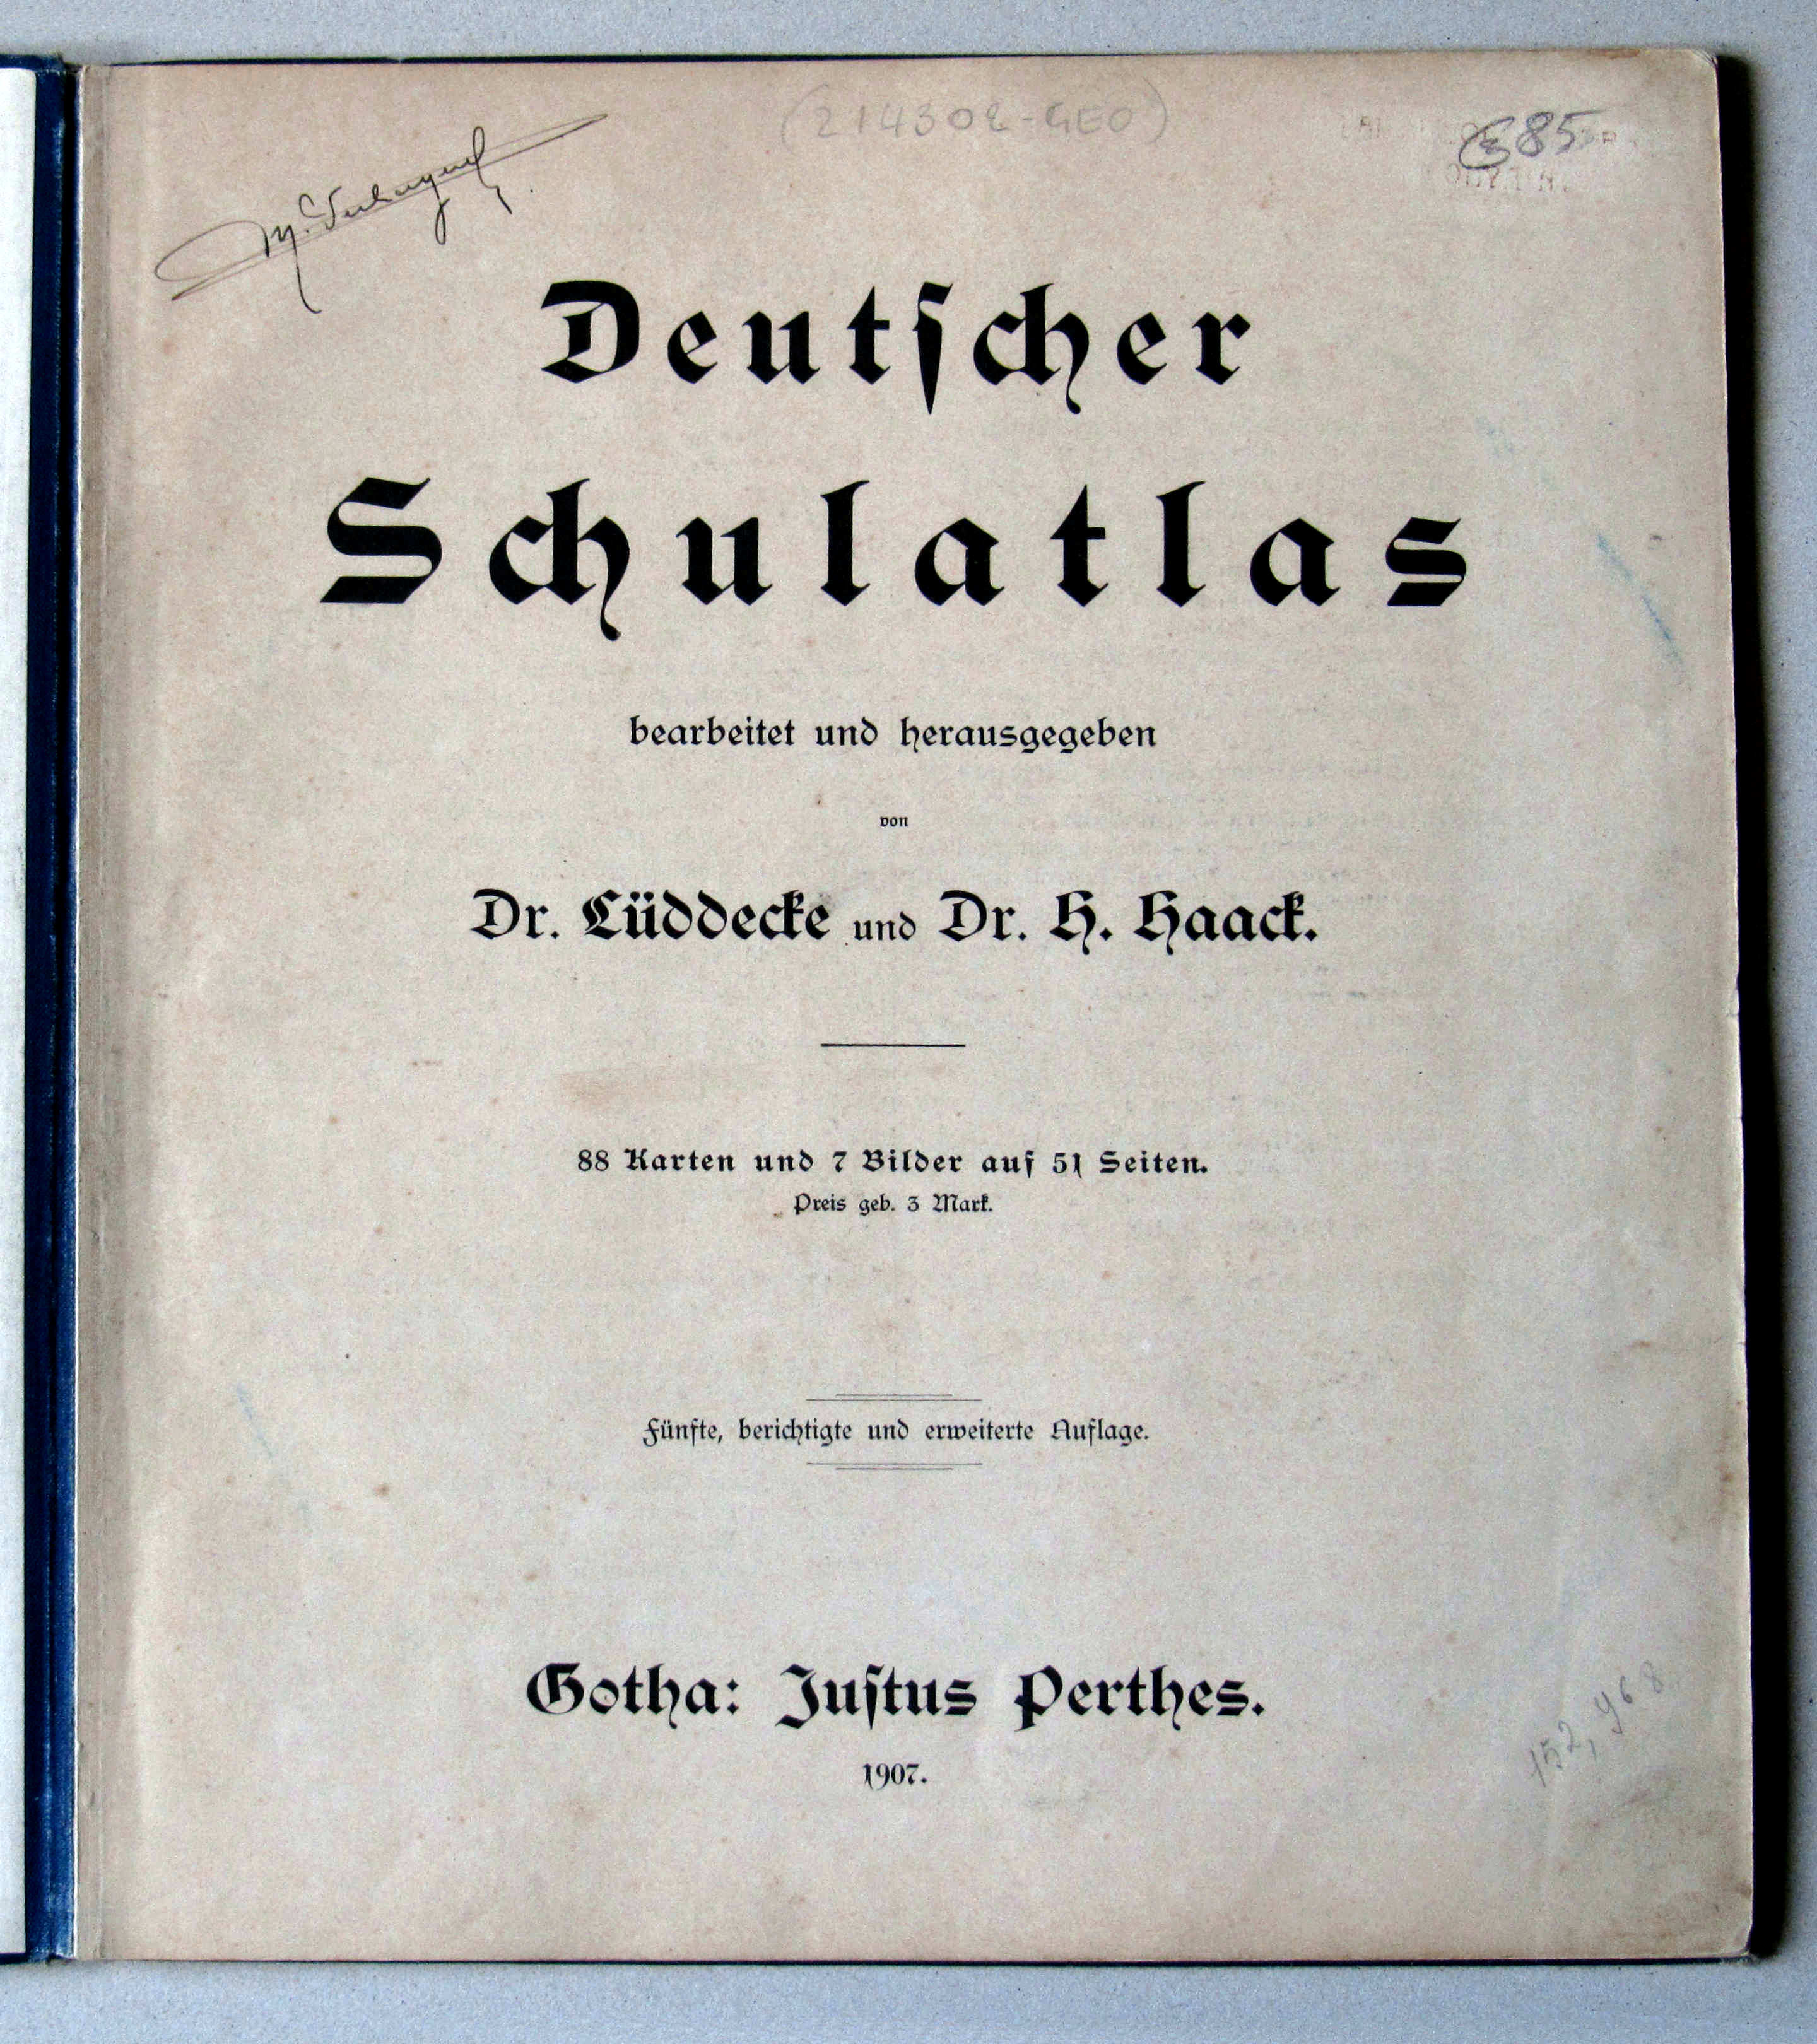 (214302-GEO)
685
Deutſcher
Schulatlas
bearbeitet und herausgegeben
von
Dr. Lüddecke und Dr. H. Haack.
88 Karten und 7 Bilder auf 51 Seiten.
Preis geb. 3 Mark.
Fünfte, berichtigte und erweiterte Auflage.
Gotha: Juſtus Perthes.
1907.
152,968